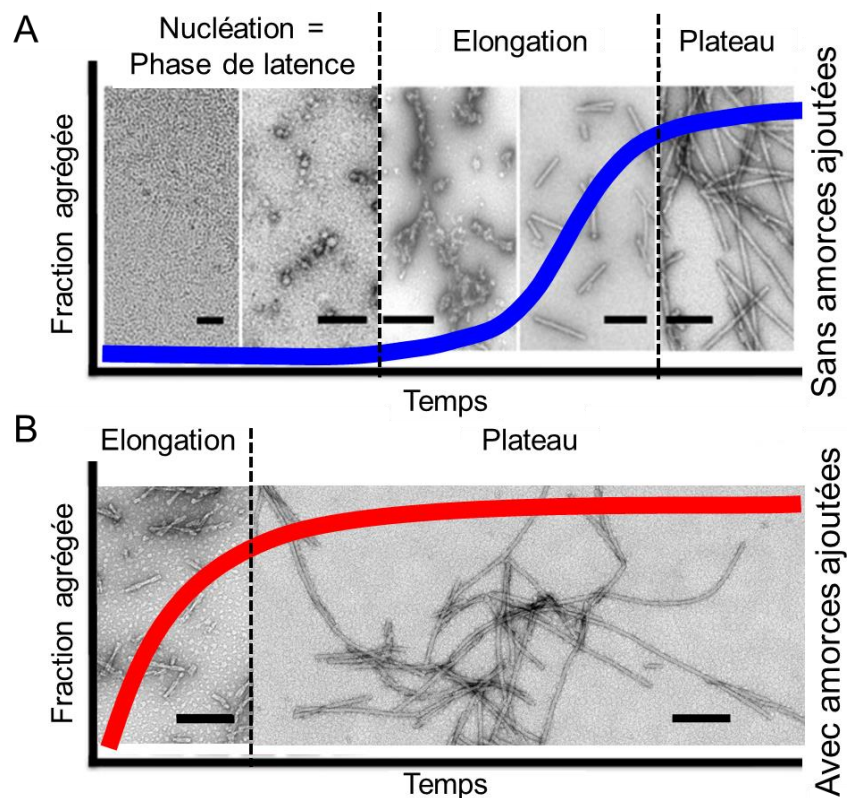 A
Nucléation =
Phase de latence
Elongation
Plateau
Fraction agrégée
Sans amorces ajoutées
Temps
B
Elongation
Plateau
Fraction agrégée
Avec amorces ajoutées
Temps